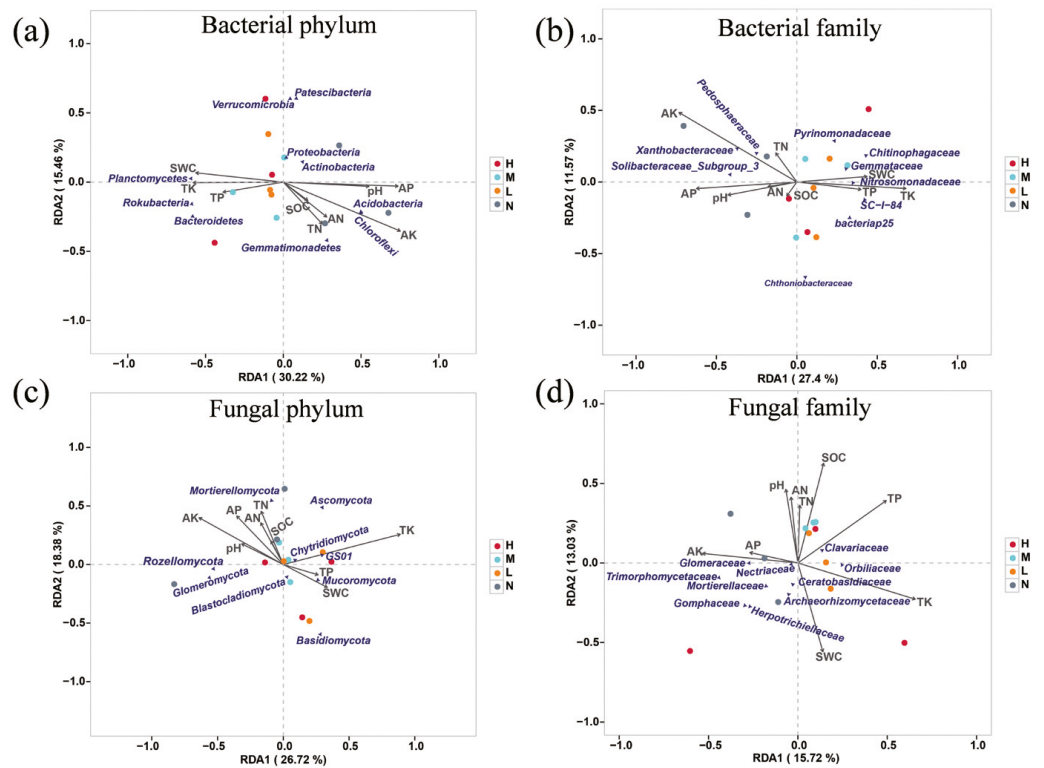 (a)
Bacterial phylum
1.0
0.5
0.0
−0.5
−1.0
RDA2 ( 15.46 %)
Patescibacteria
Verrucomicrobia
Proteobacteria
Actinobacteria
SWC
Planctomycetes
TK
TP
AP
pH
Acidobacteria
Rokubacteria
SOC
Bacteroidetes
AN
TN
Chloroflexi
AK
Gemmatimonadetes
−1.0 −0.5 0.0 0.5 1.0
RDA1 ( 30.22 %)
H
M
L
N
(b)
Bacterial family
1.0
0.5
0.0
−0.5
−1.0
RDA2 ( 11.57 %)
AK
Pedosphaeraceae
Pyrinomonadaceae
TN
Xanthobacteraceae
Chitinophagaceae
Solibacteraceae_Subgroup_3
Gemmataceae
SWC
Nitrosomonadaceae
AP
pH
AN
SOC
TP
TK
SC−I−84
bacteriap25
Chthoniobacteraceae
−1.0 −0.5 0.0 0.5 1.0
RDA1 ( 27.4 %)
H
M
L
N
(c)
Fungal phylum
1.0
0.5
0.0
−0.5
−1.0
RDA2 ( 18.38 %)
Mortierellomycota
Ascomycota
AK
AP
TN
AN
SOC
TK
pH
Chytridiomycota
GS01
Rozellomycota
TP
Glomeromycota
Mucoromycota
SWC
Blastocladiomycota
Basidiomycota
−1.0 −0.5 0.0 0.5 1.0
RDA1 ( 26.72 %)
H
M
L
N
(d)
Fungal family
1.0
0.5
0.0
−0.5
−1.0
RDA2 ( 13.03 %)
SOC
pH
AN
TN
TP
AK
AP
Clavariaceae
Glomeraceae
Nectriaceae
Orbiliaceae
Trimorphomycetaceae
Mortierellaceae
Ceratobasidiaceae
Gomphaceae
Archaeorhizomycetaceae
TK
Herpotrichiellaceae
SWC
−1.0 −0.5 0.0 0.5 1.0
RDA1 ( 15.72 %)
H
M
L
N